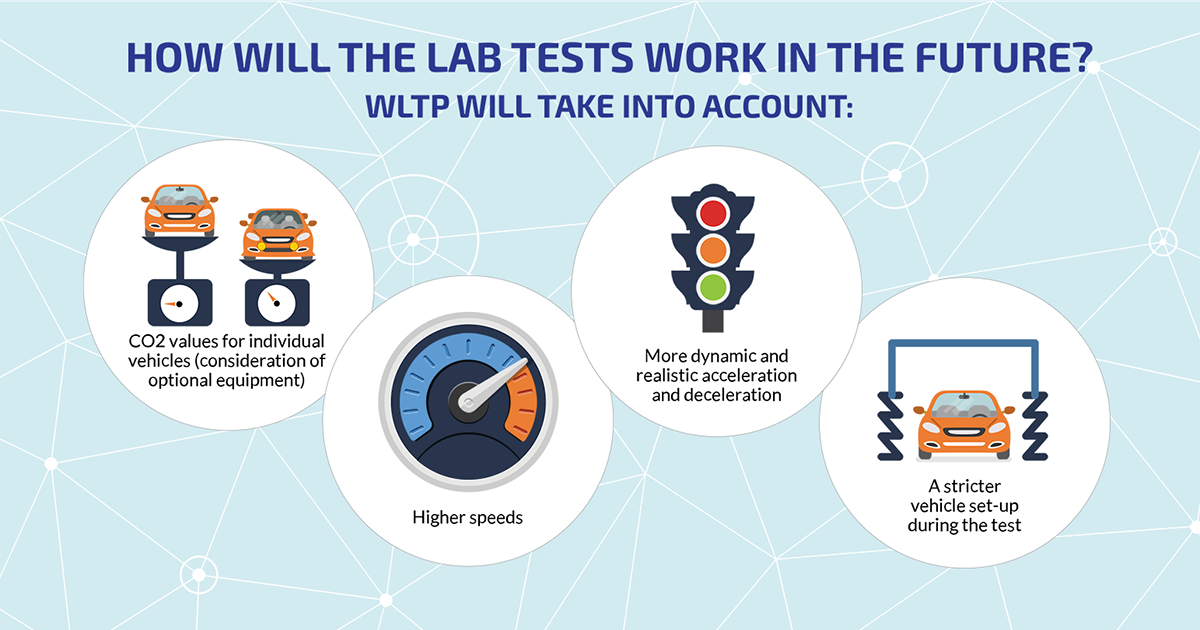 HOW WILL THE LAB TESTS WORK IN THE FUTURE?
WLTP WILL TAKE INTO ACCOUNT:
CO2 values for individual
vehicles (consideration of
optional equipment)
Higher speeds
More dynamic and
realistic acceleration
and deceleration
A stricter
vehicle set-up
during the test